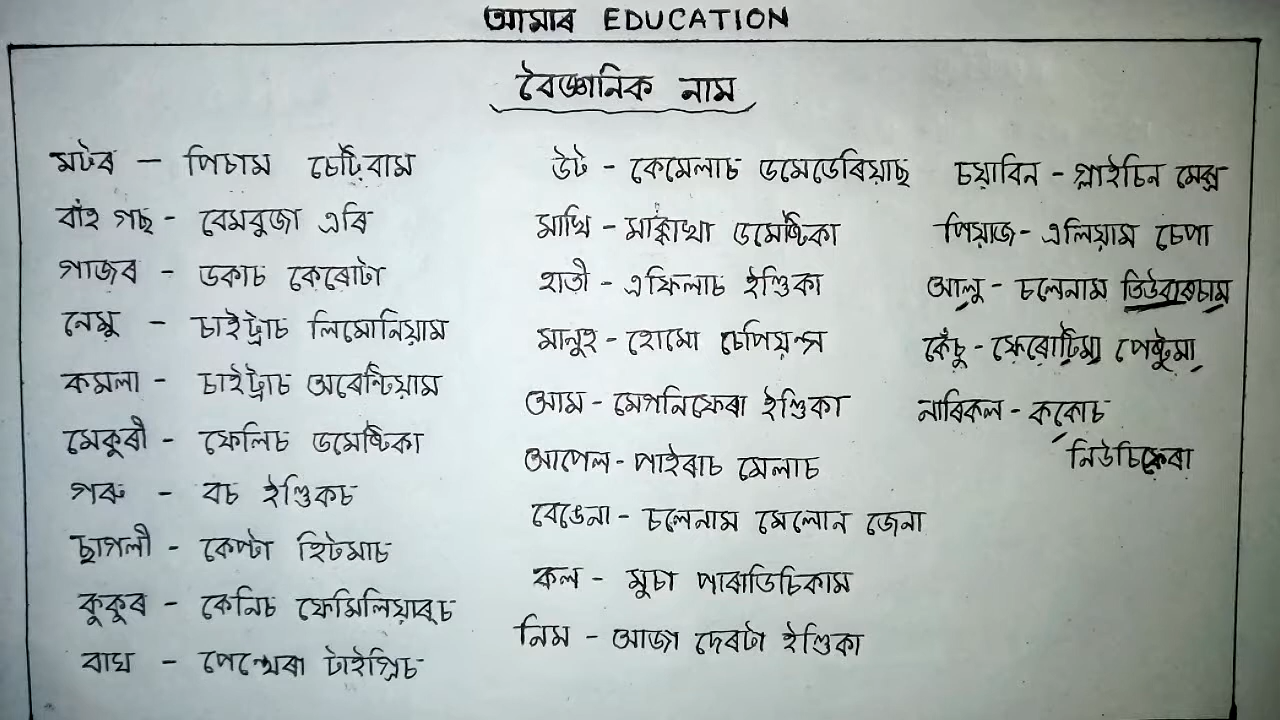 আমাৰ EDUCATION
বৈজ্ঞানিক নাম
মটৰ – পিচাম চেটিবাম
বাঁহ গছ - বেমবুজা এৰি
গাজৰ - ডকাচ কেৰোটা
নেমু – চাইট্ৰাচ লিমোনিয়াম
কমলা - চাইট্ৰাচ অৰেন্টিয়াম
মেকুৰী - ফেলিচ ডমেষ্টিকা
গৰু - বচ ইণ্ডিকচ
ছাগলী - কেপ্টা হিটমাচ
কুকুৰ - কেনিচ ফেমিলিয়াৰ্চ
বাঘ - পেন্থেৰা টাইগ্ৰিচ
উট - কেমেলাচ ডমেডেৰিয়াছ
মাখি - মাস্কাখা ডমেষ্টিকা
হাতী - এফিলাচ ইণ্ডিকা
মানুহ - হোমো চেপিয়েন্স
আম - মেগনিফেৰা ইণ্ডিকা
আপেল - পাইৰাচ মেলাচ
বেঙেনা - চলেনাম মেলোন জেনা
কল - মুচা পাৰাডিচিকাম
নিম - আজা দেৰটা ইণ্ডিকা
চয়াবিন - গ্লাইচিন মেক্স
পিয়াজ - এলিয়াম চেপা
আলু - চলেনাম তিউবাৰচাম
কেঁচু - ফেৰোটিমা পেষ্টুমা
নাৰিকল - ককোচ
নিউচিফেৰা